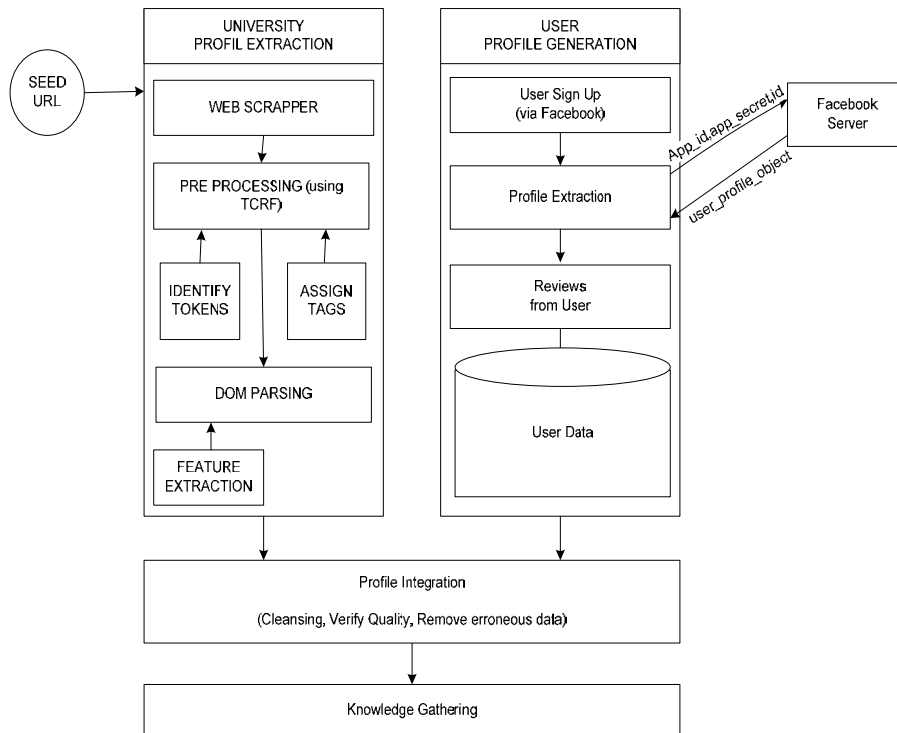 UNIVERSITY
PROFIL EXTRACTION
SEED
URL
WEB SCRAPPER
PRE PROCESSING (using
TCRF)
IDENTIFY
TOKENS
ASSIGN
TAGS
DOM PARSING
FEATURE
EXTRACTION
USER
PROFILE GENERATION
User Sign Up
(via Facebook)
Profile Extraction
Reviews
from User
User Data
App_id,app_secret,id
user_profile_object
Facebook
Server
Profile Integration
(Cleansing, Verify Quality, Remove erroneous data)
Knowledge Gathering